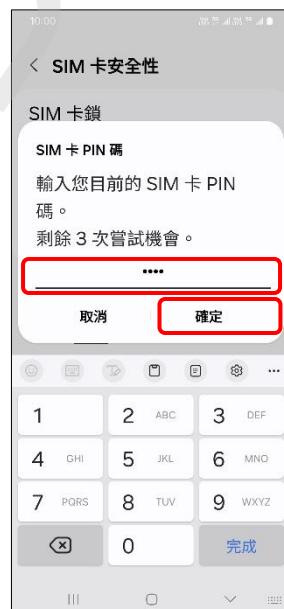 10:00
< SIM 卡安全性
SIM 卡鎖
SIM 卡 PIN 碼
輸入您目前的 SIM 卡 PIN
碼。
剩餘 3 次嘗試機會。
••••
取消 確定
1 2 ABC 3 DEF
4 GHI 5 JKL 6 MNO
7 PQRS 8 TUV 9 WXYZ
0 完成